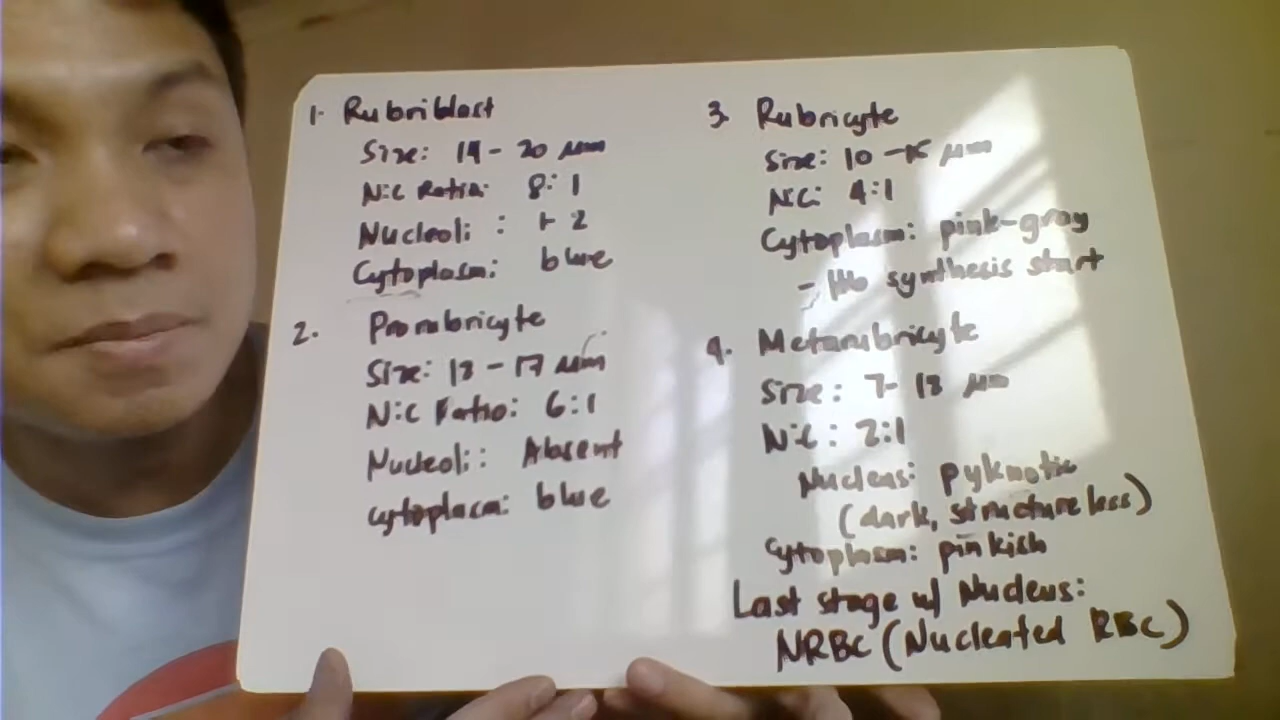 1. Rubriblast
Size: 14 - 20 μm
N:C Ratio: 8:1
Nucleoli: 1-2
Cytoplasm: blue
2. Prorubricyte
Size: 13 - 17 μm
N:C Ratio: 6:1
Nucleoli: Absent
cytoplasm: blue
3. Rubricyte
Size: 10 - 15 μm
N:C: 4:1
Cytoplasm: pink-gray
- Hb synthesis start
4. Metarubricyte
Size: 7- 12 μm
N:C: 2:1
Nucleus: pyknotic
(dark, structureless)
Cytoplasm: pinkish
Last stage w/ Nucleus:
NRBC (Nucleated RBC)